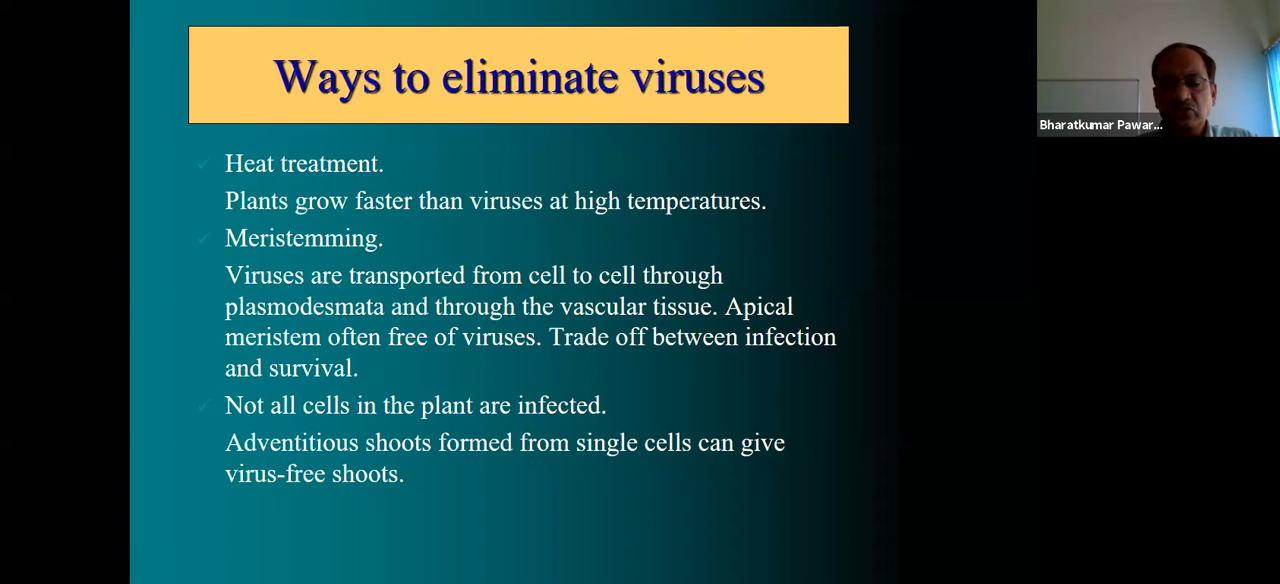 Ways to eliminate viruses
Bharatkumar Pawar...
Heat treatment.
Plants grow faster than viruses at high temperatures.
Meristemming.
Viruses are transported from cell to cell through
plasmodesmata and through the vascular tissue. Apical
meristem often free of viruses. Trade off between infection
and survival.
Not all cells in the plant are infected.
Adventitious shoots formed from single cells can give
virus-free shoots.